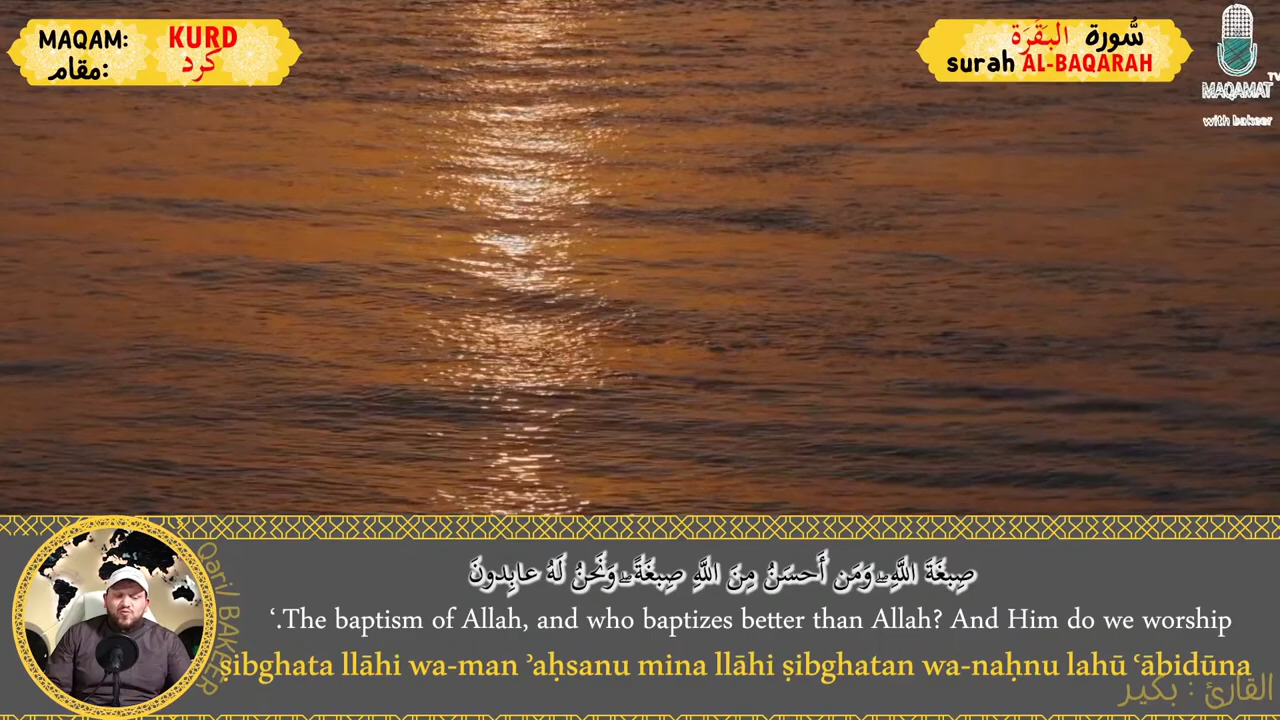 MAQAM: KURD
مقام: كرد
سُّورة البَقَرَة
surah AL-BAQARAH
MAQAMAT TV
with bakeer
صِبغَةَ اللَّهِ ۖ وَمَن أَحسَنُ مِنَ اللَّهِ صِبغَةً ۖ وَنَحنُ لَهُ عابِدونَ
‘.The baptism of Allah, and who baptizes better than Allah? And Him do we worship
ṣibghata llāhi wa-man ʾaḥsanu mina llāhi ṣibghatan wa-naḥnu lahū ʿābidūna
Qari/ BAKEER
القارئ : بكير